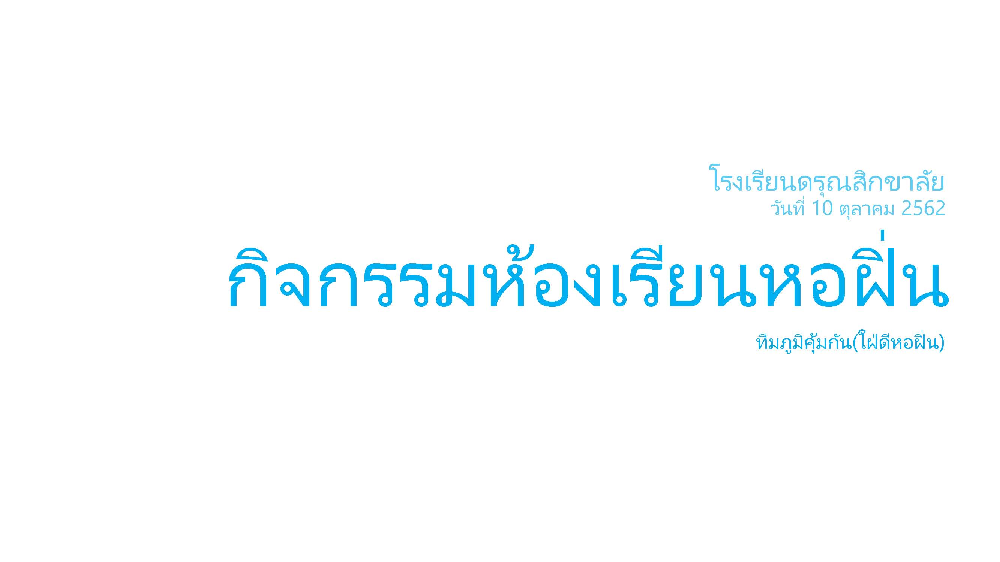 โรงเรียนดรุณสิกขาลัย
วันที่ 10 ตุลาคม 2562
กิจกรรมห้องเรียนหอฝิ่น
ทีมภูมิคุ้มกัน(ใฝ่ดีหอฝิ่น)